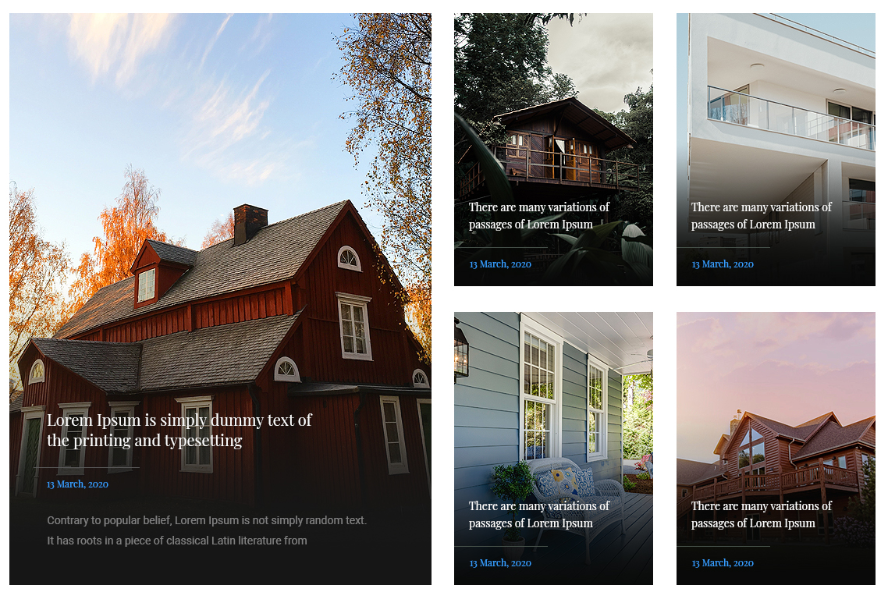 Lorem Ipsum is simply dummy text of
the printing and typesetting
13 March, 2020
Contrary to popular belief, Lorem Ipsum is not simply random text.
It has roots in a piece of classical Latin literature from
There are many variations of
passages of Lorem Ipsum
13 March, 2020
There are many variations of
passages of Lorem Ipsum
13 March, 2020
There are many variations of
passages of Lorem Ipsum
13 March, 2020
There are many variations of
passages of Lorem Ipsum
13 March, 2020